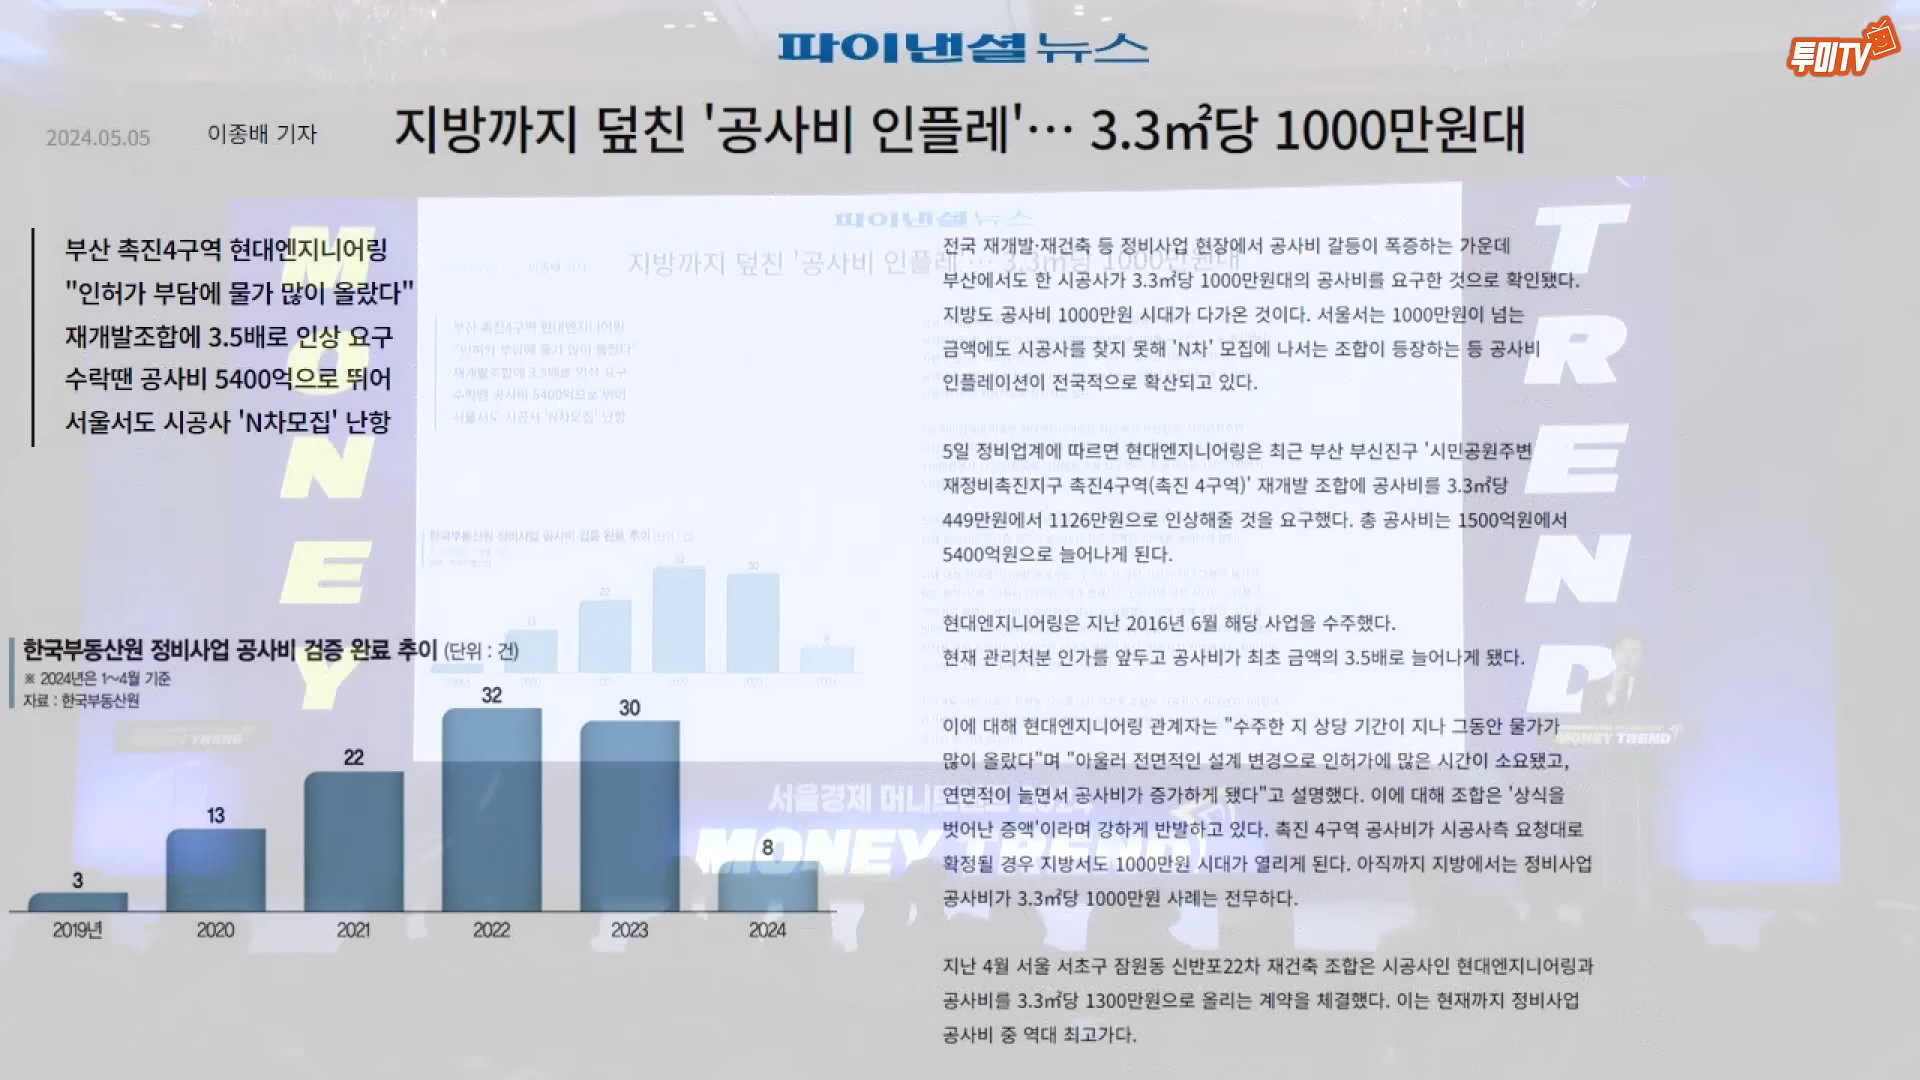 파이낸셜뉴스
투미TV
지방까지 덮친 '공사비 인플레'… 3.3㎡당 1000만원대
2024.05.05 이종배 기자
부산 촉진4구역 현대엔지니어링
"인허가 부담에 물가 많이 올랐다"
재개발조합에 3.5배로 인상 요구
수락땐 공사비 5400억으로 뛰어
서울서도 시공사 'N차모집' 난항
한국부동산원 정비사업 공사비 검증 완료 추이 (단위 : 건)
※ 2024년은 1~4월 기준
자료 : 한국부동산원
3
13
22
32
30
8
2019년
2020
2021
2022
2023
2024
전국 재개발·재건축 등 정비사업 현장에서 공사비 갈등이 폭증하는 가운데
부산에서도 한 시공사가 3.3㎡당 1000만원대의 공사비를 요구한 것으로 확인됐다.
지방도 공사비 1000만원 시대가 다가온 것이다. 서울서는 1000만원이 넘는
금액에도 시공사를 찾지 못해 'N차' 모집에 나서는 조합이 등장하는 등 공사비
인플레이션이 전국적으로 확산되고 있다.
5일 정비업계에 따르면 현대엔지니어링은 최근 부산 부신진구 '시민공원주변
재정비촉진지구 촉진4구역(촉진 4구역)' 재개발 조합에 공사비를 3.3㎡당
449만원에서 1126만원으로 인상해줄 것을 요구했다. 총 공사비는 1500억원에서
5400억원으로 늘어나게 된다.
현대엔지니어링은 지난 2016년 6월 해당 사업을 수주했다.
현재 관리처분 인가를 앞두고 공사비가 최초 금액의 3.5배로 늘어나게 됐다.
이에 대해 현대엔지니어링 관계자는 "수주한 지 상당 기간이 지나 그동안 물가가
많이 올랐다"며 "아울러 전면적인 설계 변경으로 인허가에 많은 시간이 소요됐고,
연면적이 늘면서 공사비가 증가하게 됐다"고 설명했다. 이에 대해 조합은 '상식을
벗어난 증액'이라며 강하게 반발하고 있다. 촉진 4구역 공사비가 시공사측 요청대로
확정될 경우 지방서도 1000만원 시대가 열리게 된다. 아직까지 지방에서는 정비사업
공사비가 3.3㎡당 1000만원 사례는 전무하다.
지난 4월 서울 서초구 잠원동 신반포22차 재건축 조합은 시공사인 현대엔지니어링과
공사비를 3.3㎡당 1300만원으로 올리는 계약을 체결했다. 이는 현재까지 정비사업
공사비 중 역대 최고가다.
MONEY
TREND
서울경제 머니트렌드 2024
MONEY TREND
MONEY TREND
MONEY TREND